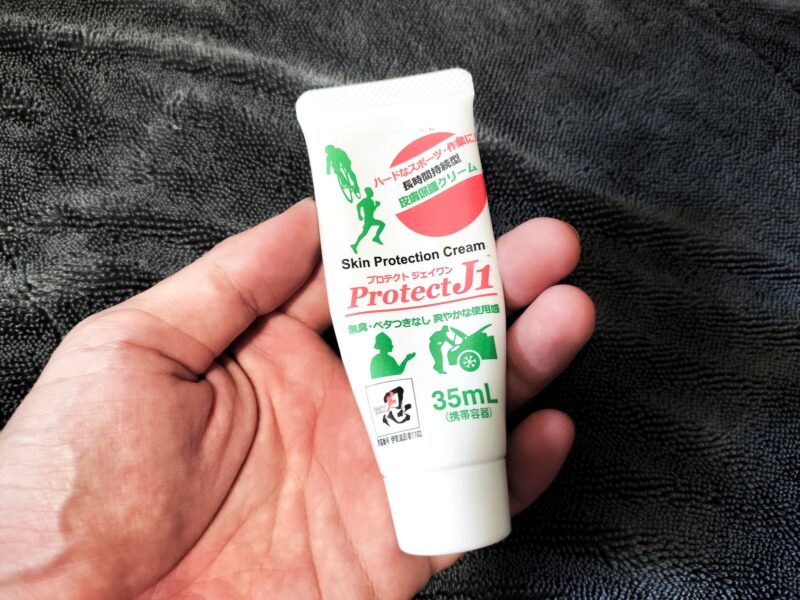 ハードなスポーツ・作業に
長時間持続型
皮膚保護クリーム
Skin Protection Cream
プロテクト ジェイワン
Protect J1
無臭・ベタつきなし 爽やかな使用感
忍
35mL
(携帯容器)